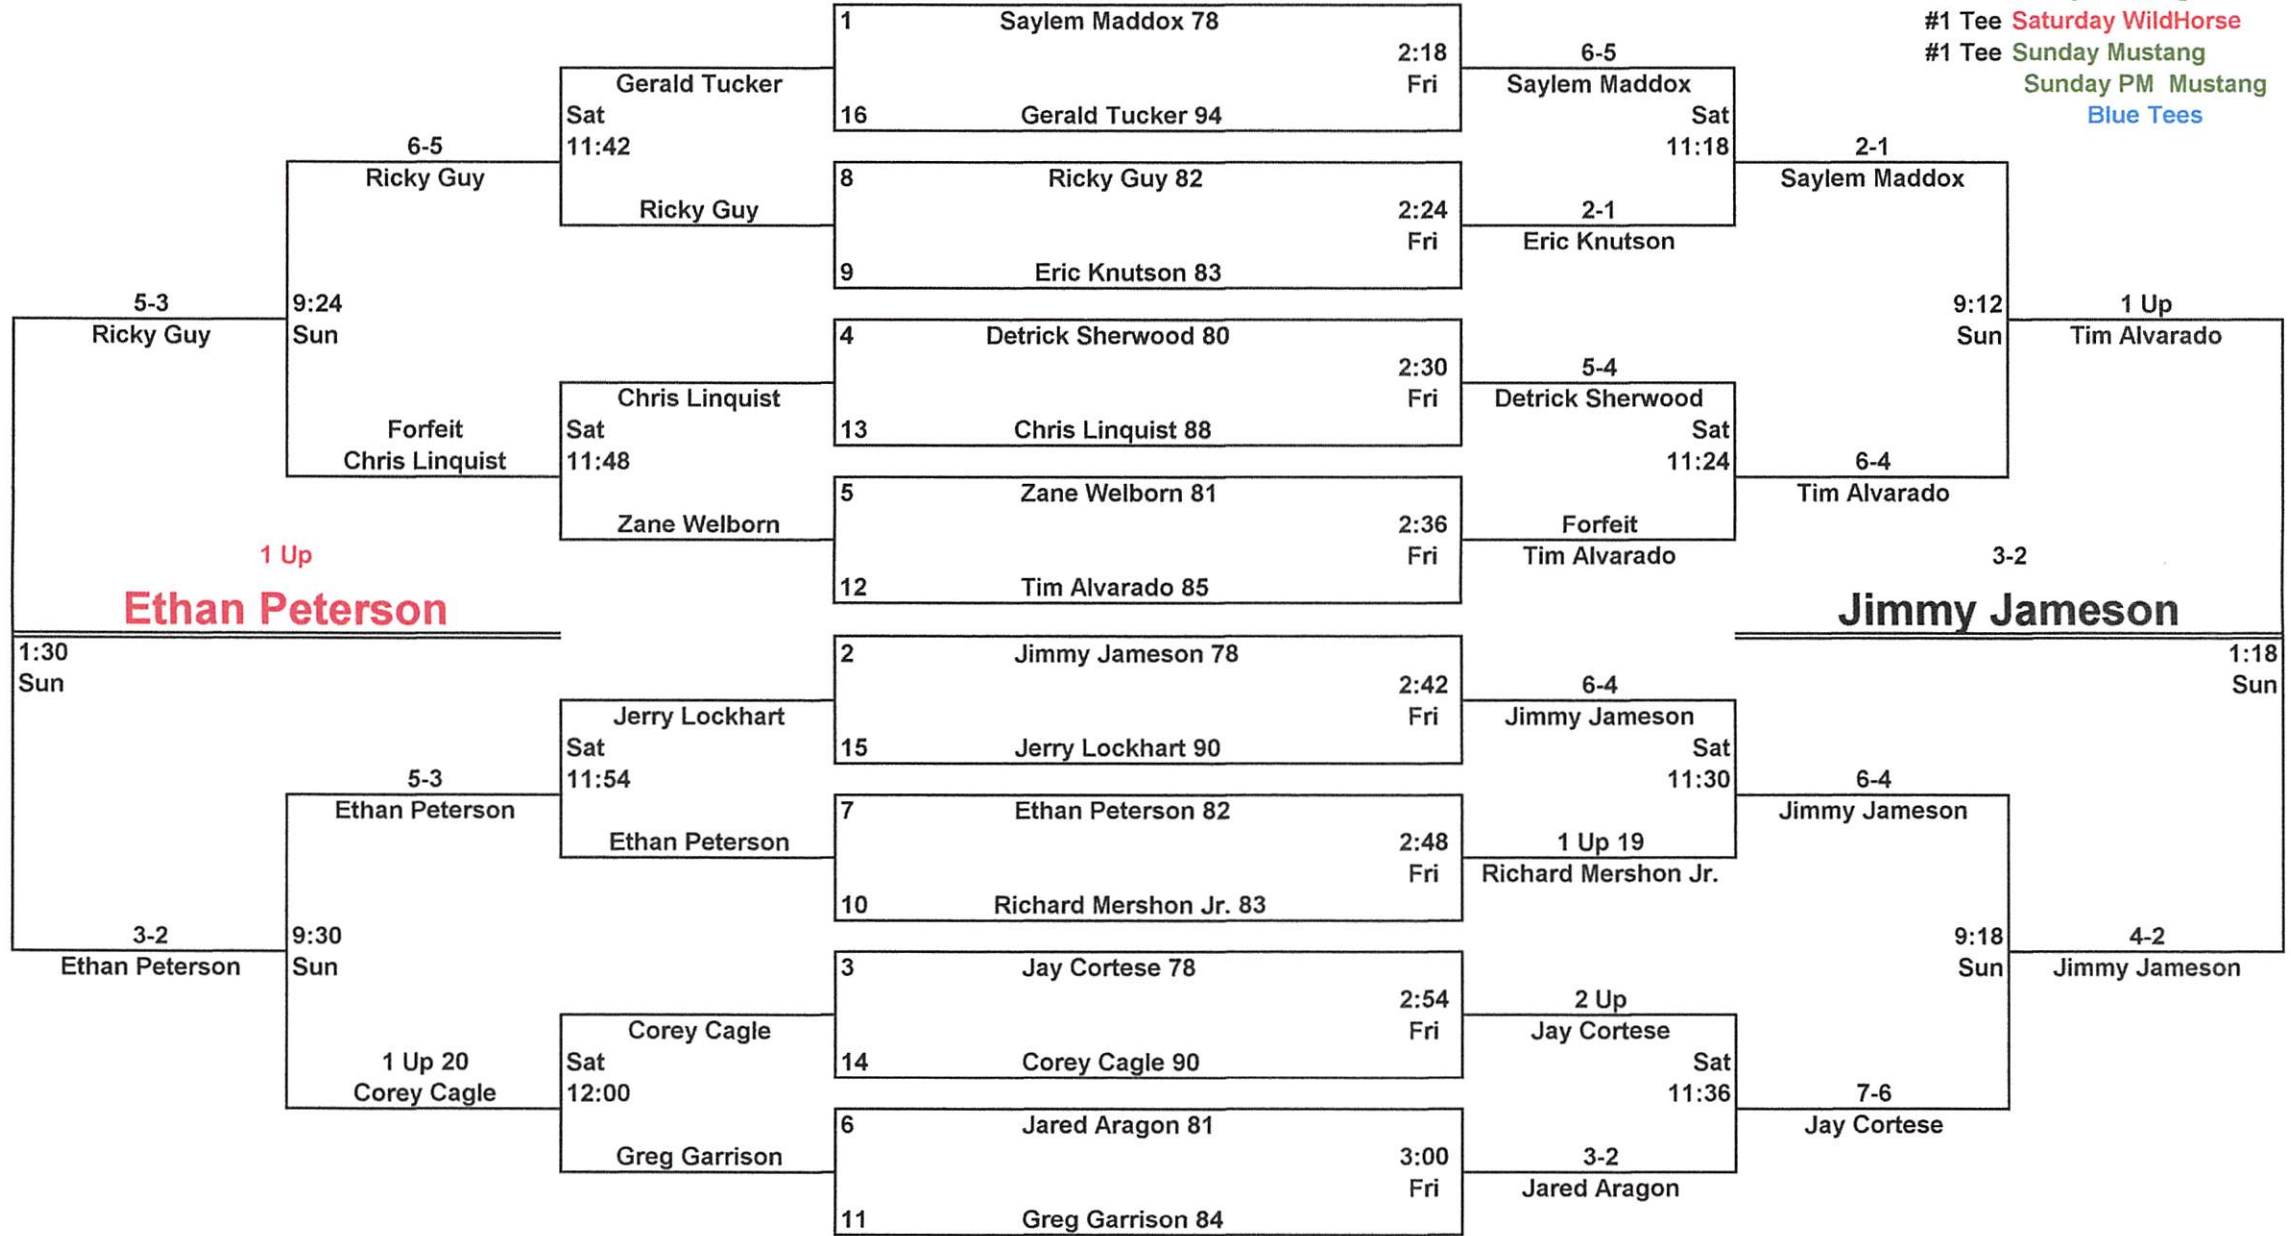 #1 Tee Saturday WildHorse
#1 Tee Sunday Mustang
Sunday PM Mustang
Blue Tees
1 Saylem Maddox 78
2:18
Fri
16 Gerald Tucker 94
8 Ricky Guy 82
2:24
Fri
9 Eric Knutson 83
4 Detrick Sherwood 80
2:30
Fri
13 Chris Linquist 88
5 Zane Welborn 81
2:36
Fri
12 Tim Alvarado 85
2 Jimmy Jameson 78
2:42
Fri
15 Jerry Lockhart 90
7 Ethan Peterson 82
2:48
Fri
10 Richard Mershon Jr. 83
3 Jay Cortese 78
2:54
Fri
14 Corey Cagle 90
6 Jared Aragon 81
3:00
Fri
11 Greg Garrison 84
Gerald Tucker
Sat
11:42
Ricky Guy
Chris Linquist
Sat
11:48
Zane Welborn
Jerry Lockhart
Sat
11:54
Ethan Peterson
Corey Cagle
Sat
12:00
Greg Garrison
6-5
Ricky Guy
9:24
Sun
Forfeit
Chris Linquist
5-3
Ethan Peterson
9:30
Sun
1 Up 20
Corey Cagle
5-3
Ricky Guy
1 Up
Ethan Peterson
1:30
Sun
3-2
Ethan Peterson
6-5
Saylem Maddox
Sat
11:18
2-1
Eric Knutson
5-4
Detrick Sherwood
Sat
11:24
Forfeit
Tim Alvarado
6-4
Jimmy Jameson
Sat
11:30
1 Up 19
Richard Mershon Jr.
2 Up
Jay Cortese
Sat
11:36
3-2
Jared Aragon
2-1
Saylem Maddox
9:12
Sun
6-4
Tim Alvarado
6-4
Jimmy Jameson
9:18
Sun
7-6
Jay Cortese
1 Up
Tim Alvarado
3-2
Jimmy Jameson
1:18
Sun
4-2
Jimmy Jameson